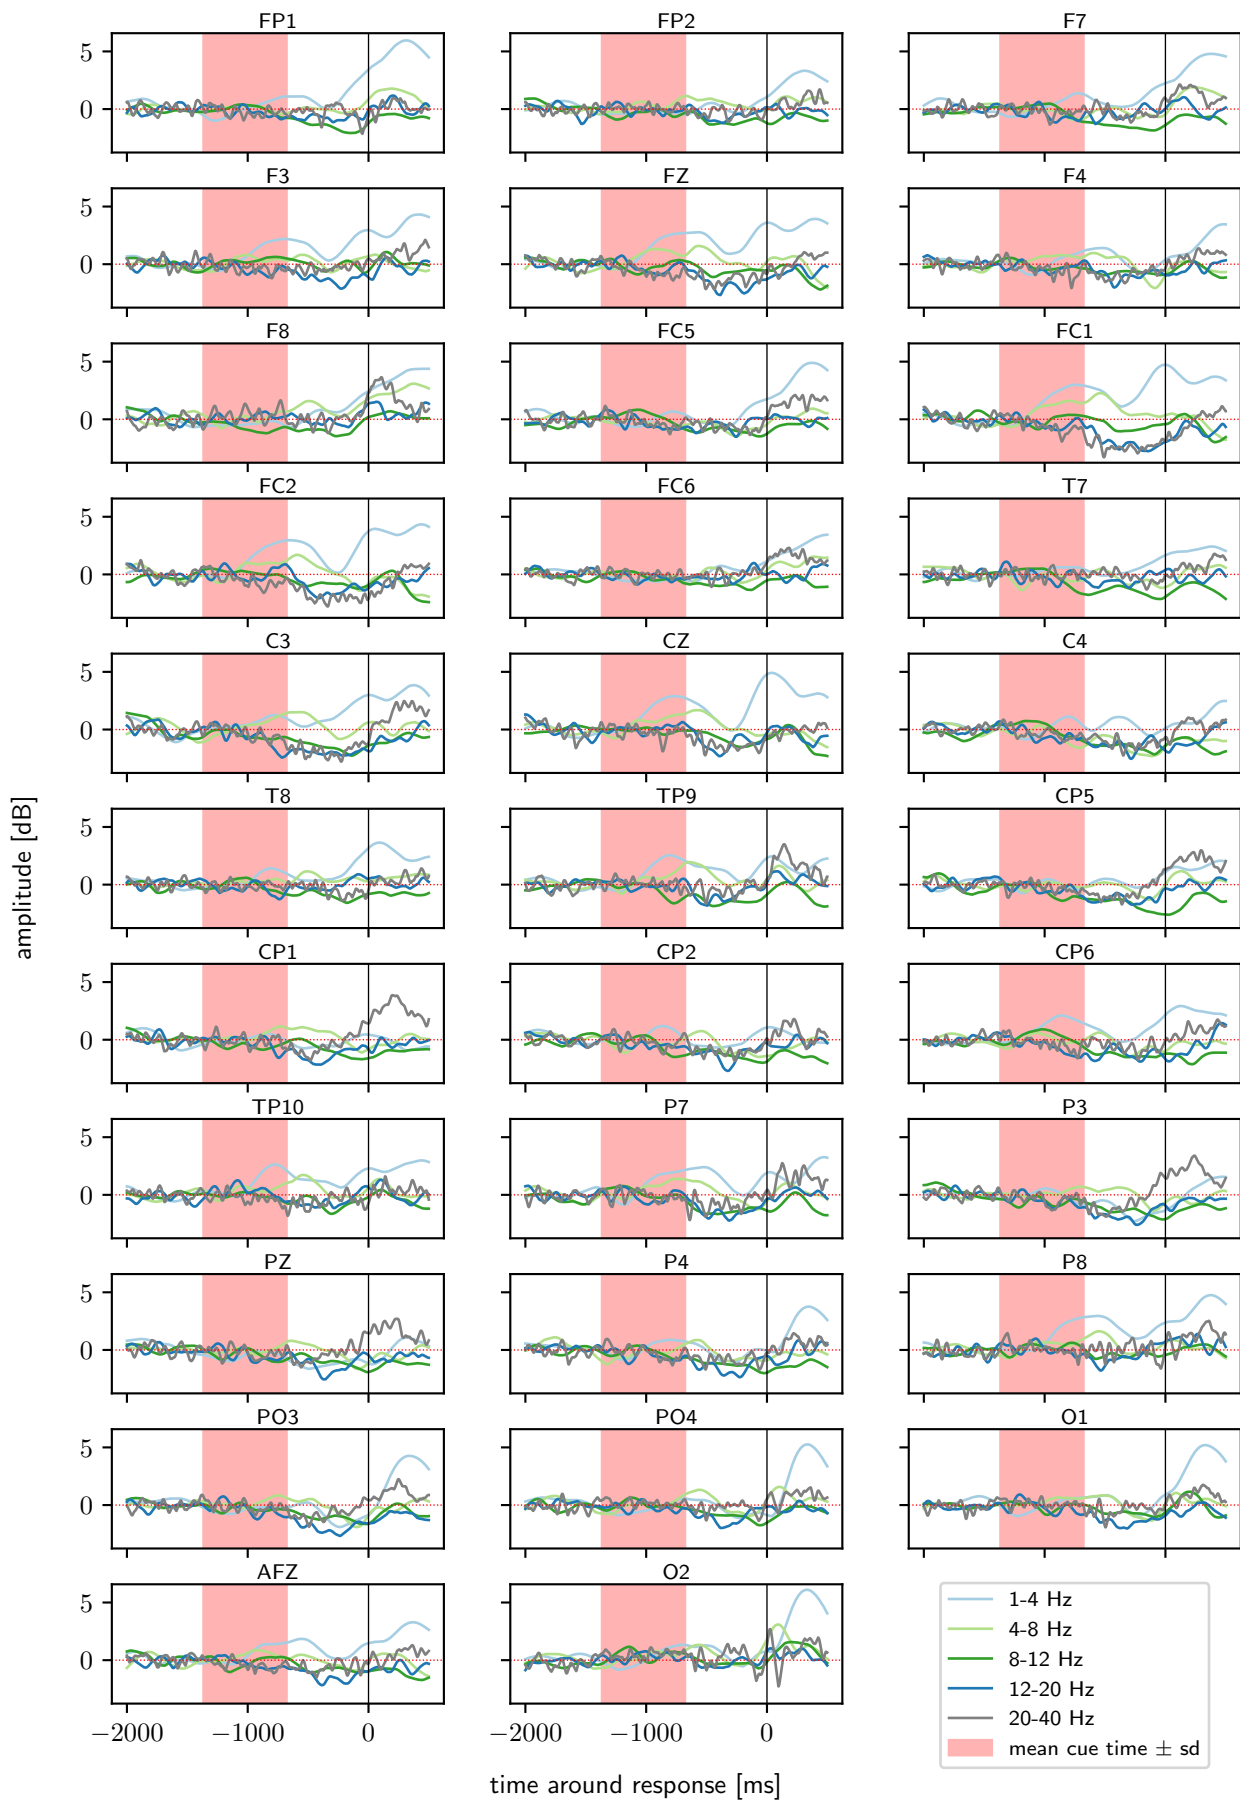 FP1 FP2 F7
5
0
F3 FZ F4
5
0
F8 FC5 FC1
5
0
FC2 FC6 T7
5
0
C3 CZ C4
5
0
T8 TP9 CP5
5
0
CP1 CP2 CP6
5
0
TP10 P7 P3
5
0
PZ P4 P8
5
0
PO3 PO4 O1
5
0
AFZ O2
5
0
−2000 −1000 0 −2000 −1000 0
amplitude [dB]
time around response [ms]
1-4 Hz
4-8 Hz
8-12 Hz
12-20 Hz
20-40 Hz
mean cue time ± sd